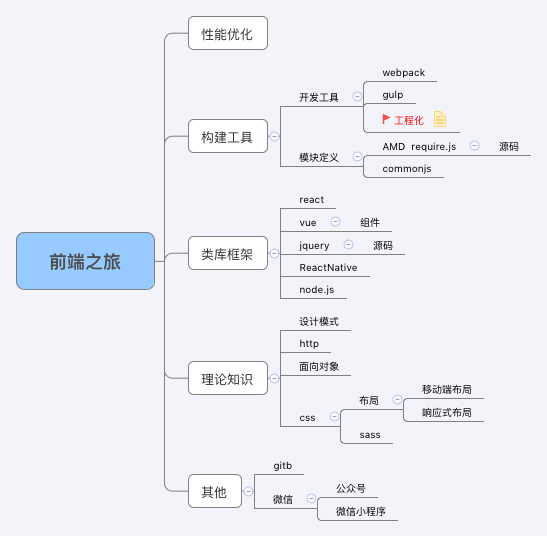 性能优化
构建工具
开发工具
webpack
gulp
工程化
模块定义
AMD require.js
源码
commonjs
前端之旅
类库框架
react
vue
组件
jquery
源码
ReactNative
node.js
理论知识
设计模式
http
面向对象
css
布局
移动端布局
响应式布局
sass
其他
gitb
微信
公众号
微信小程序